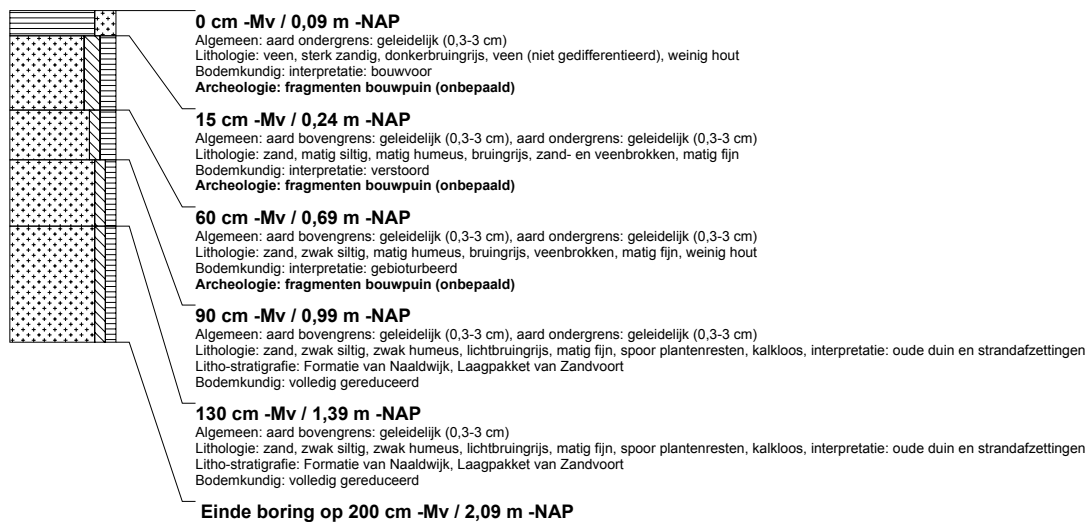 0 cm -Mv / 0,09 m -NAP
Algemeen: aard ondergrens: geleidelijk (0,3-3 cm)
Lithologie: veen, sterk zandig, donkerbruingrijs, veen (niet gedifferentieerd), weinig hout
Bodemkundig: interpretatie: bouwvoor
Archeologie: fragmenten bouwpuin (onbepaald)
15 cm -Mv / 0,24 m -NAP
Algemeen: aard bovengrens: geleidelijk (0,3-3 cm), aard ondergrens: geleidelijk (0,3-3 cm)
Lithologie: zand, matig siltig, matig humeus, bruingrijs, zand- en veenbrokken, matig fijn
Bodemkundig: interpretatie: verstoord
Archeologie: fragmenten bouwpuin (onbepaald)
60 cm -Mv / 0,69 m -NAP
Algemeen: aard bovengrens: geleidelijk (0,3-3 cm), aard ondergrens: geleidelijk (0,3-3 cm)
Lithologie: zand, zwak siltig, matig humeus, bruingrijs, veenbrokken, matig fijn, weinig hout
Bodemkundig: interpretatie: gebioturbeerd
Archeologie: fragmenten bouwpuin (onbepaald)
90 cm -Mv / 0,99 m -NAP
Algemeen: aard bovengrens: geleidelijk (0,3-3 cm), aard ondergrens: geleidelijk (0,3-3 cm)
Lithologie: zand, zwak siltig, zwak humeus, lichtbruingrijs, matig fijn, spoor plantenresten, kalkloos, interpretatie: oude duin en strandafzettingen
Litho-stratigrafie: Formatie van Naaldwijk, Laagpakket van Zandvoort
Bodemkundig: volledig gereduceerd
130 cm -Mv / 1,39 m -NAP
Algemeen: aard bovengrens: geleidelijk (0,3-3 cm)
Lithologie: zand, zwak siltig, zwak humeus, lichtbruingrijs, matig fijn, spoor plantenresten, kalkloos, interpretatie: oude duin en strandafzettingen
Litho-stratigrafie: Formatie van Naaldwijk, Laagpakket van Zandvoort
Bodemkundig: volledig gereduceerd
Einde boring op 200 cm -Mv / 2,09 m -NAP